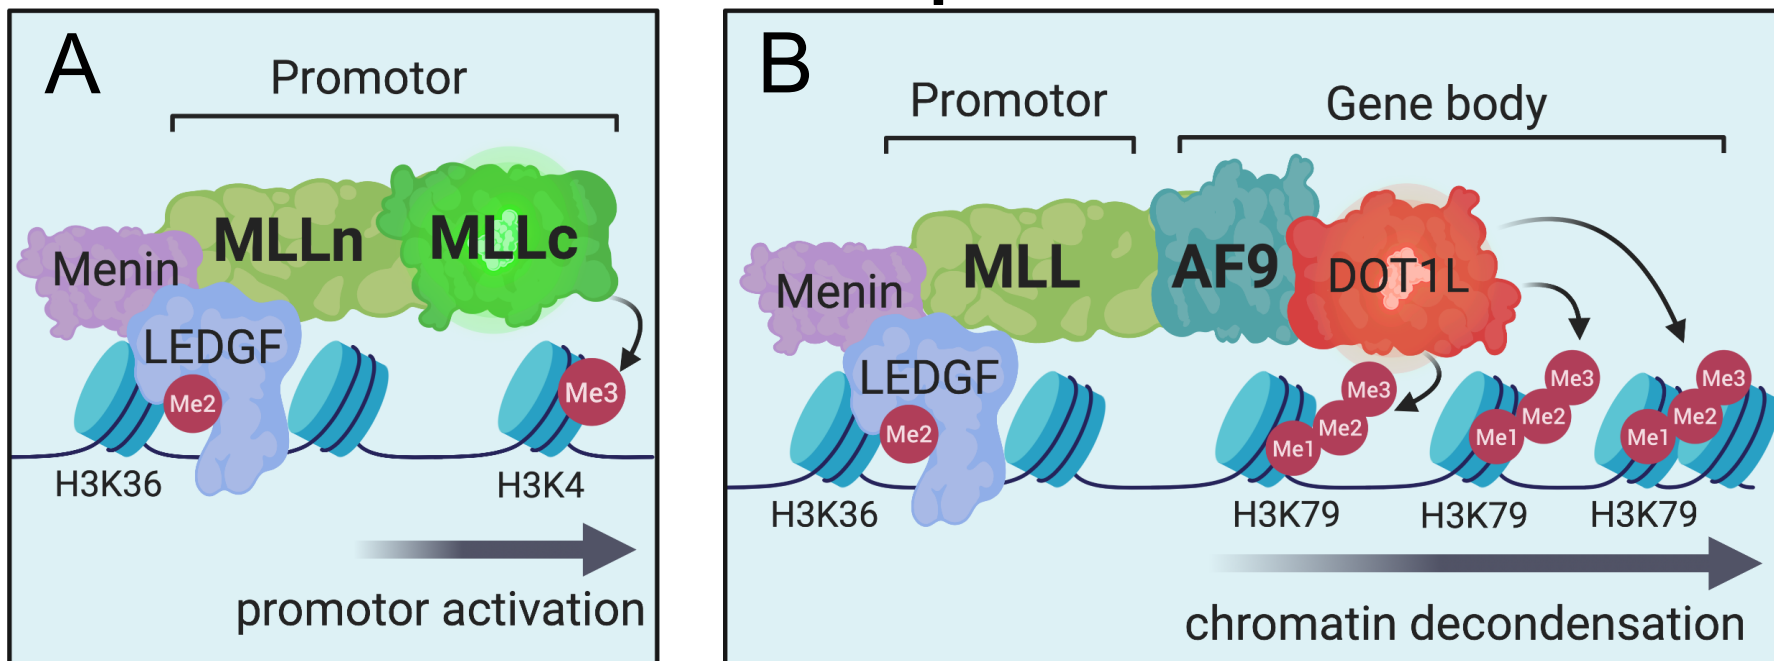 A
Promotor
MLLn
MLLc
Menin
LEDGF
Me2
Me3
H3K36
H3K4
promotor activation
B
Promotor
Gene body
MLL
AF9
DOT1L
Menin
LEDGF
Me2
Me3
Me2
Me1
Me3
Me2
Me1
Me3
Me2
Me1
H3K36
H3K79
H3K79
H3K79
chromatin decondensation